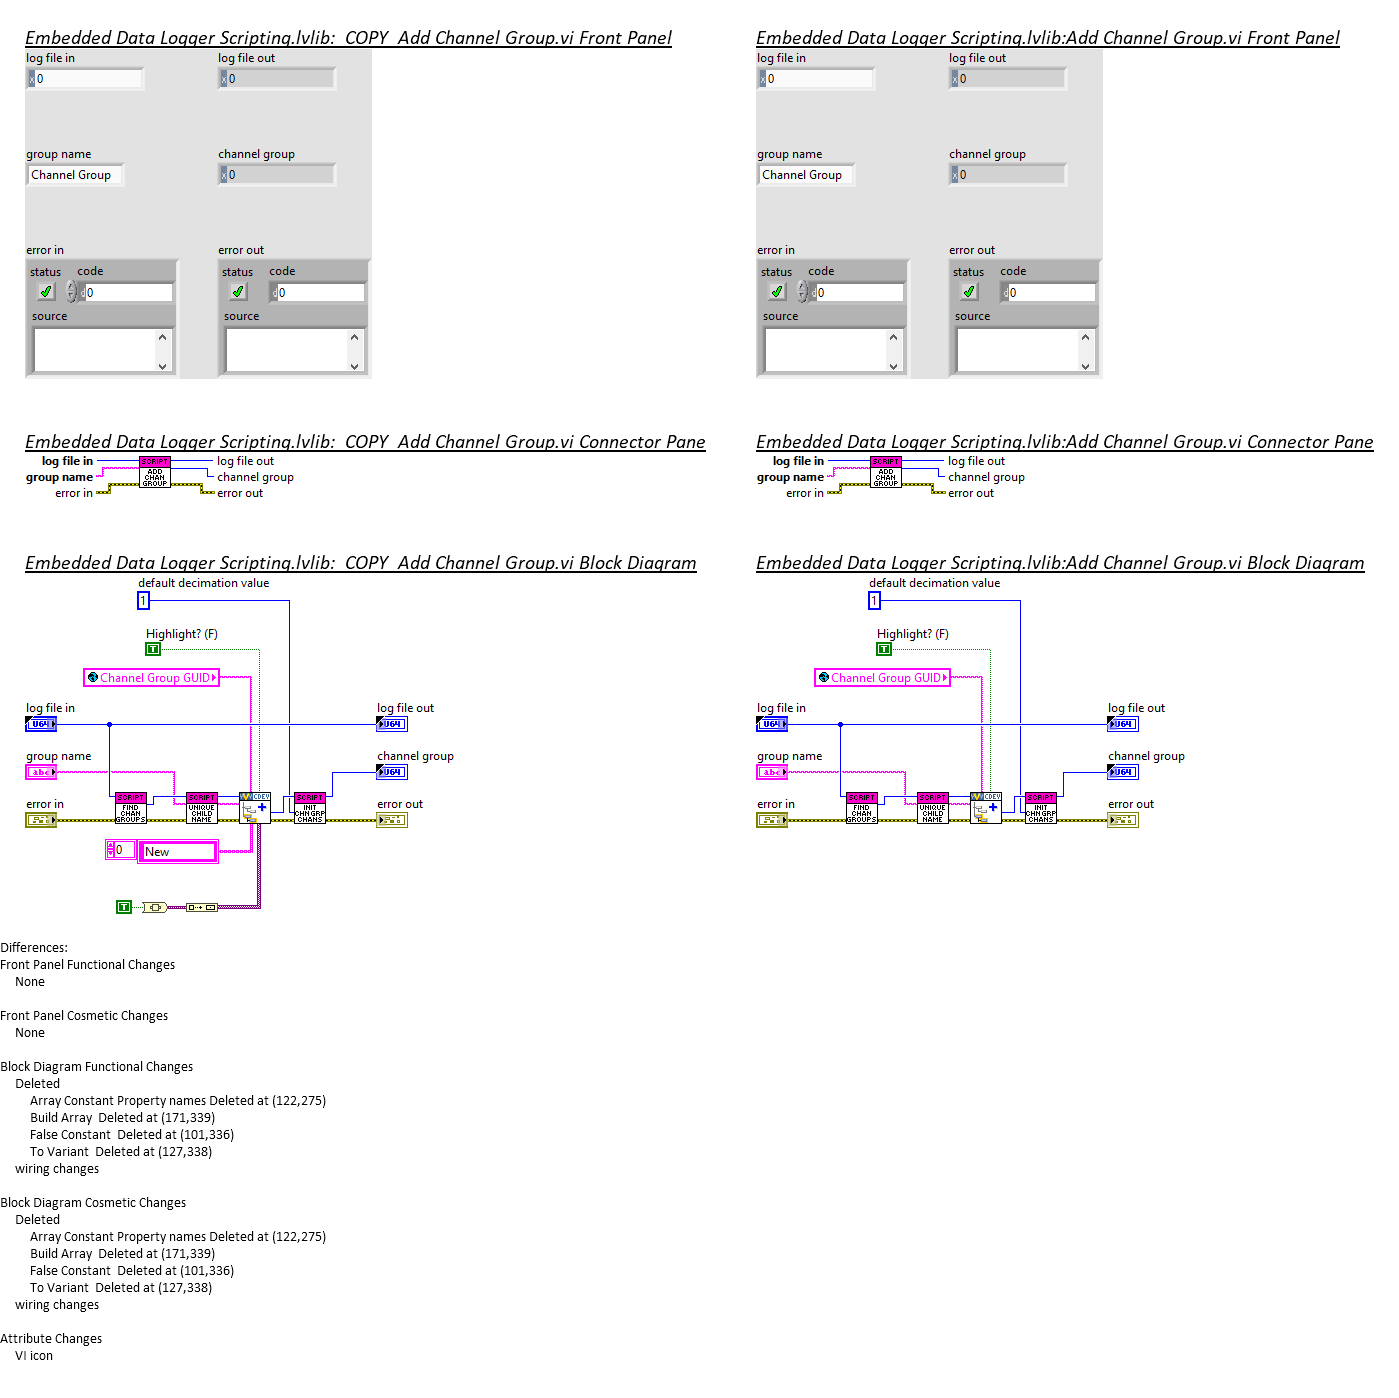 Embedded Data Logger Scripting.lvlib:  COPY  Add Channel Group.vi Front Panel
log file in
log file out
x 0
x 0
group name
channel group
Channel Group
x 0
error in
error out
status
code
status
code
d 0
d 0
source
source
Embedded Data Logger Scripting.lvlib:Add Channel Group.vi Front Panel
log file in
log file out
x 0
x 0
group name
channel group
Channel Group
x 0
error in
error out
status
code
status
code
d 0
d 0
source
source
Embedded Data Logger Scripting.lvlib:  COPY  Add Channel Group.vi Connector Pane
log file in
group name
error in
SCRIPT
ADD
CHAN
GROUP
log file out
channel group
error out
Embedded Data Logger Scripting.lvlib:Add Channel Group.vi Connector Pane
log file in
group name
error in
SCRIPT
ADD
CHAN
GROUP
log file out
channel group
error out
Embedded Data Logger Scripting.lvlib:  COPY  Add Channel Group.vi Block Diagram
default decimation value
1
Highlight? (F)
T
Channel Group GUID
log file in
U64
log file out
U64
group name
abc
channel group
U64
error in
SCRIPT
FIND
CHAN
GROUPS
SCRIPT
UNIQUE
CHILD
NAME
CDEV
SCRIPT
INIT
CHNGRP
CHANS
error out
0
New
T
Embedded Data Logger Scripting.lvlib:Add Channel Group.vi Block Diagram
default decimation value
1
Highlight? (F)
T
Channel Group GUID
log file in
U64
log file out
U64
group name
abc
channel group
U64
error in
SCRIPT
FIND
CHAN
GROUPS
SCRIPT
UNIQUE
CHILD
NAME
CDEV
SCRIPT
INIT
CHNGRP
CHANS
error out
Differences:
Front Panel Functional Changes
None
Front Panel Cosmetic Changes
None
Block Diagram Functional Changes
Deleted
Array Constant Property names Deleted at (122,275)
Build Array  Deleted at (171,339)
False Constant  Deleted at (101,336)
To Variant  Deleted at (127,338)
wiring changes
Block Diagram Cosmetic Changes
Deleted
Array Constant Property names Deleted at (122,275)
Build Array  Deleted at (171,339)
False Constant  Deleted at (101,336)
To Variant  Deleted at (127,338)
wiring changes
Attribute Changes
VI icon